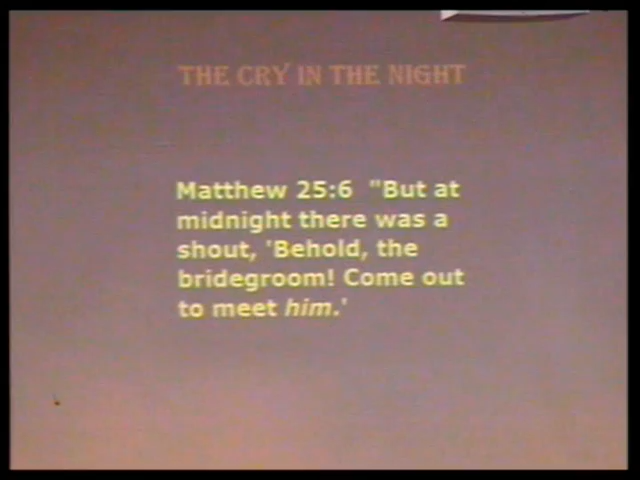 THE CRY IN THE NIGHT
Matthew 25:6 "But at
midnight there was a
shout, 'Behold, the
bridegroom! Come out
to meet him.'